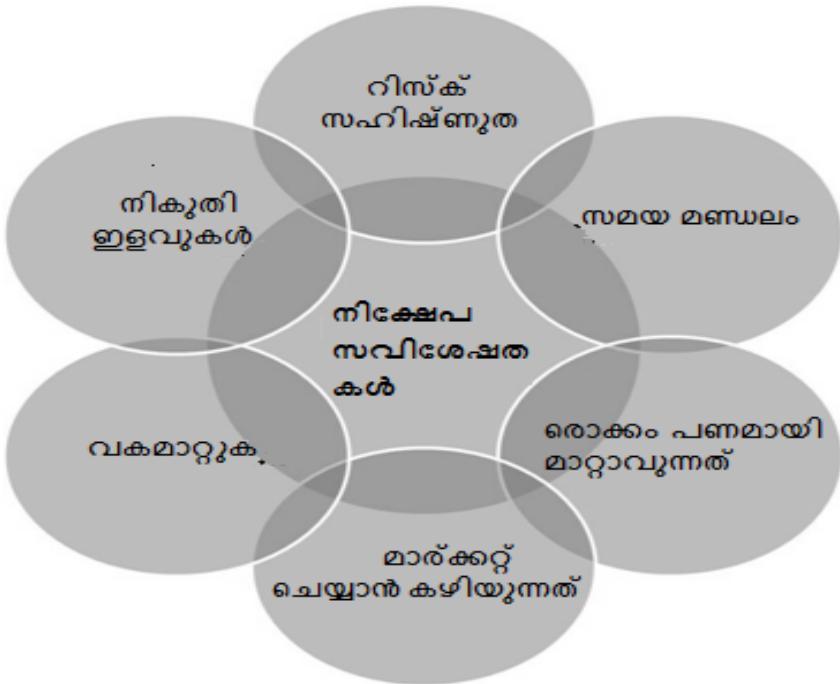 റിസ്ക്
സഹിഷ്ണുത
സമയ മണ്ഡലം
രൊക്കം പണമായി
മാറ്റാവുന്നത്
മാര്ക്കറ്റ്
ചെയ്യാൻ കഴിയുന്നത്
വകമാറ്റുക
നികുതി
ഇളവുകൾ
നിക്ഷേപ
സവിശേഷത
കൾ